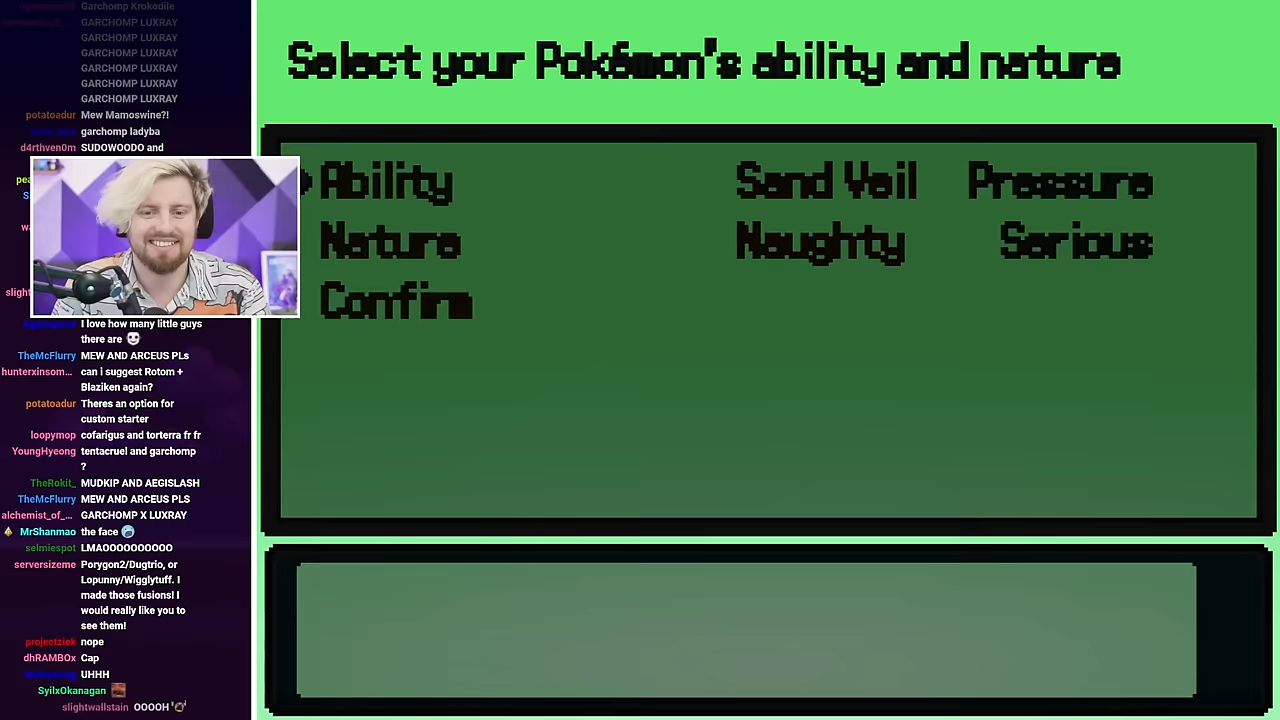 Garchomp Krokodile
GARCHOMP LUXRAY
GARCHOMP LUXRAY
GARCHOMP LUXRAY
GARCHOMP LUXRAY
GARCHOMP LUXRAY
GARCHOMP LUXRAY
potatoadur Mew Mamoswine?!
garchomp ladyba
d4rthven0m SUDOWOODO and
I love how many little guys
there are
TheMcFlurry MEW AND ARCEUS PLs
hunterxinsom... can i suggest Rotom +
Blaziken again?
potatoadur Theres an option for
custom starter
loopymop cofarigus and torterra fr fr
YoungHyeong tentacruel and garchomp
?
TheRokit_ MUDKIP AND AEGISLASH
TheMcFlurry MEW AND ARCEUS PLS
alchemist_of_... GARCHOMP X LUXRAY
MrShanmao the face
selmiespot LMAOOOOOOOOOO
serversizeme Porygon2/Dugtrio, or
Lopunny/Wigglytuff. I
made those fusions! I
would really like you to
see them!
projectziek nope
dhRAMBOx Cap
UHHH
SyilxOkanagan
slightwallstain OOOOH
Select your Pokémon's ability and nature
Ability Sand Veil Pressure
Nature Naughty Serious
Confirm